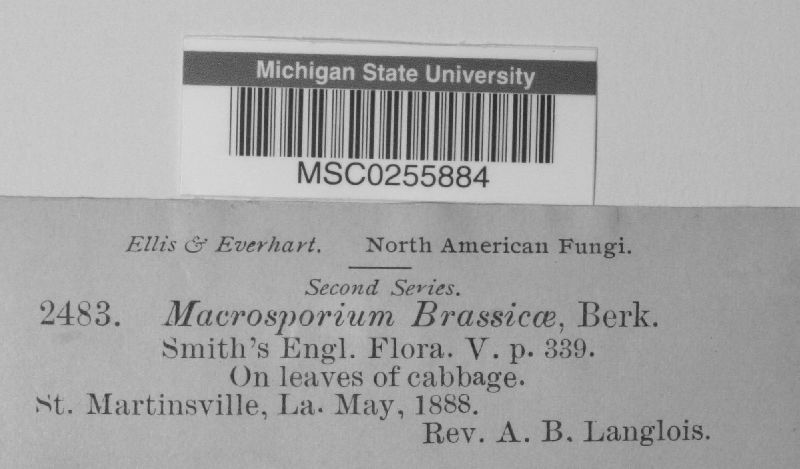 Michigan State University
MSC0255884
Ellis & Everhart. North American Fungi.
Second Series.
2483. Macrosporium Brassicæ, Berk.
Smith's Engl. Flora. V. p. 339.
On leaves of cabbage.
St. Martinsville, La. May, 1888.
Rev. A. B. Langlois.